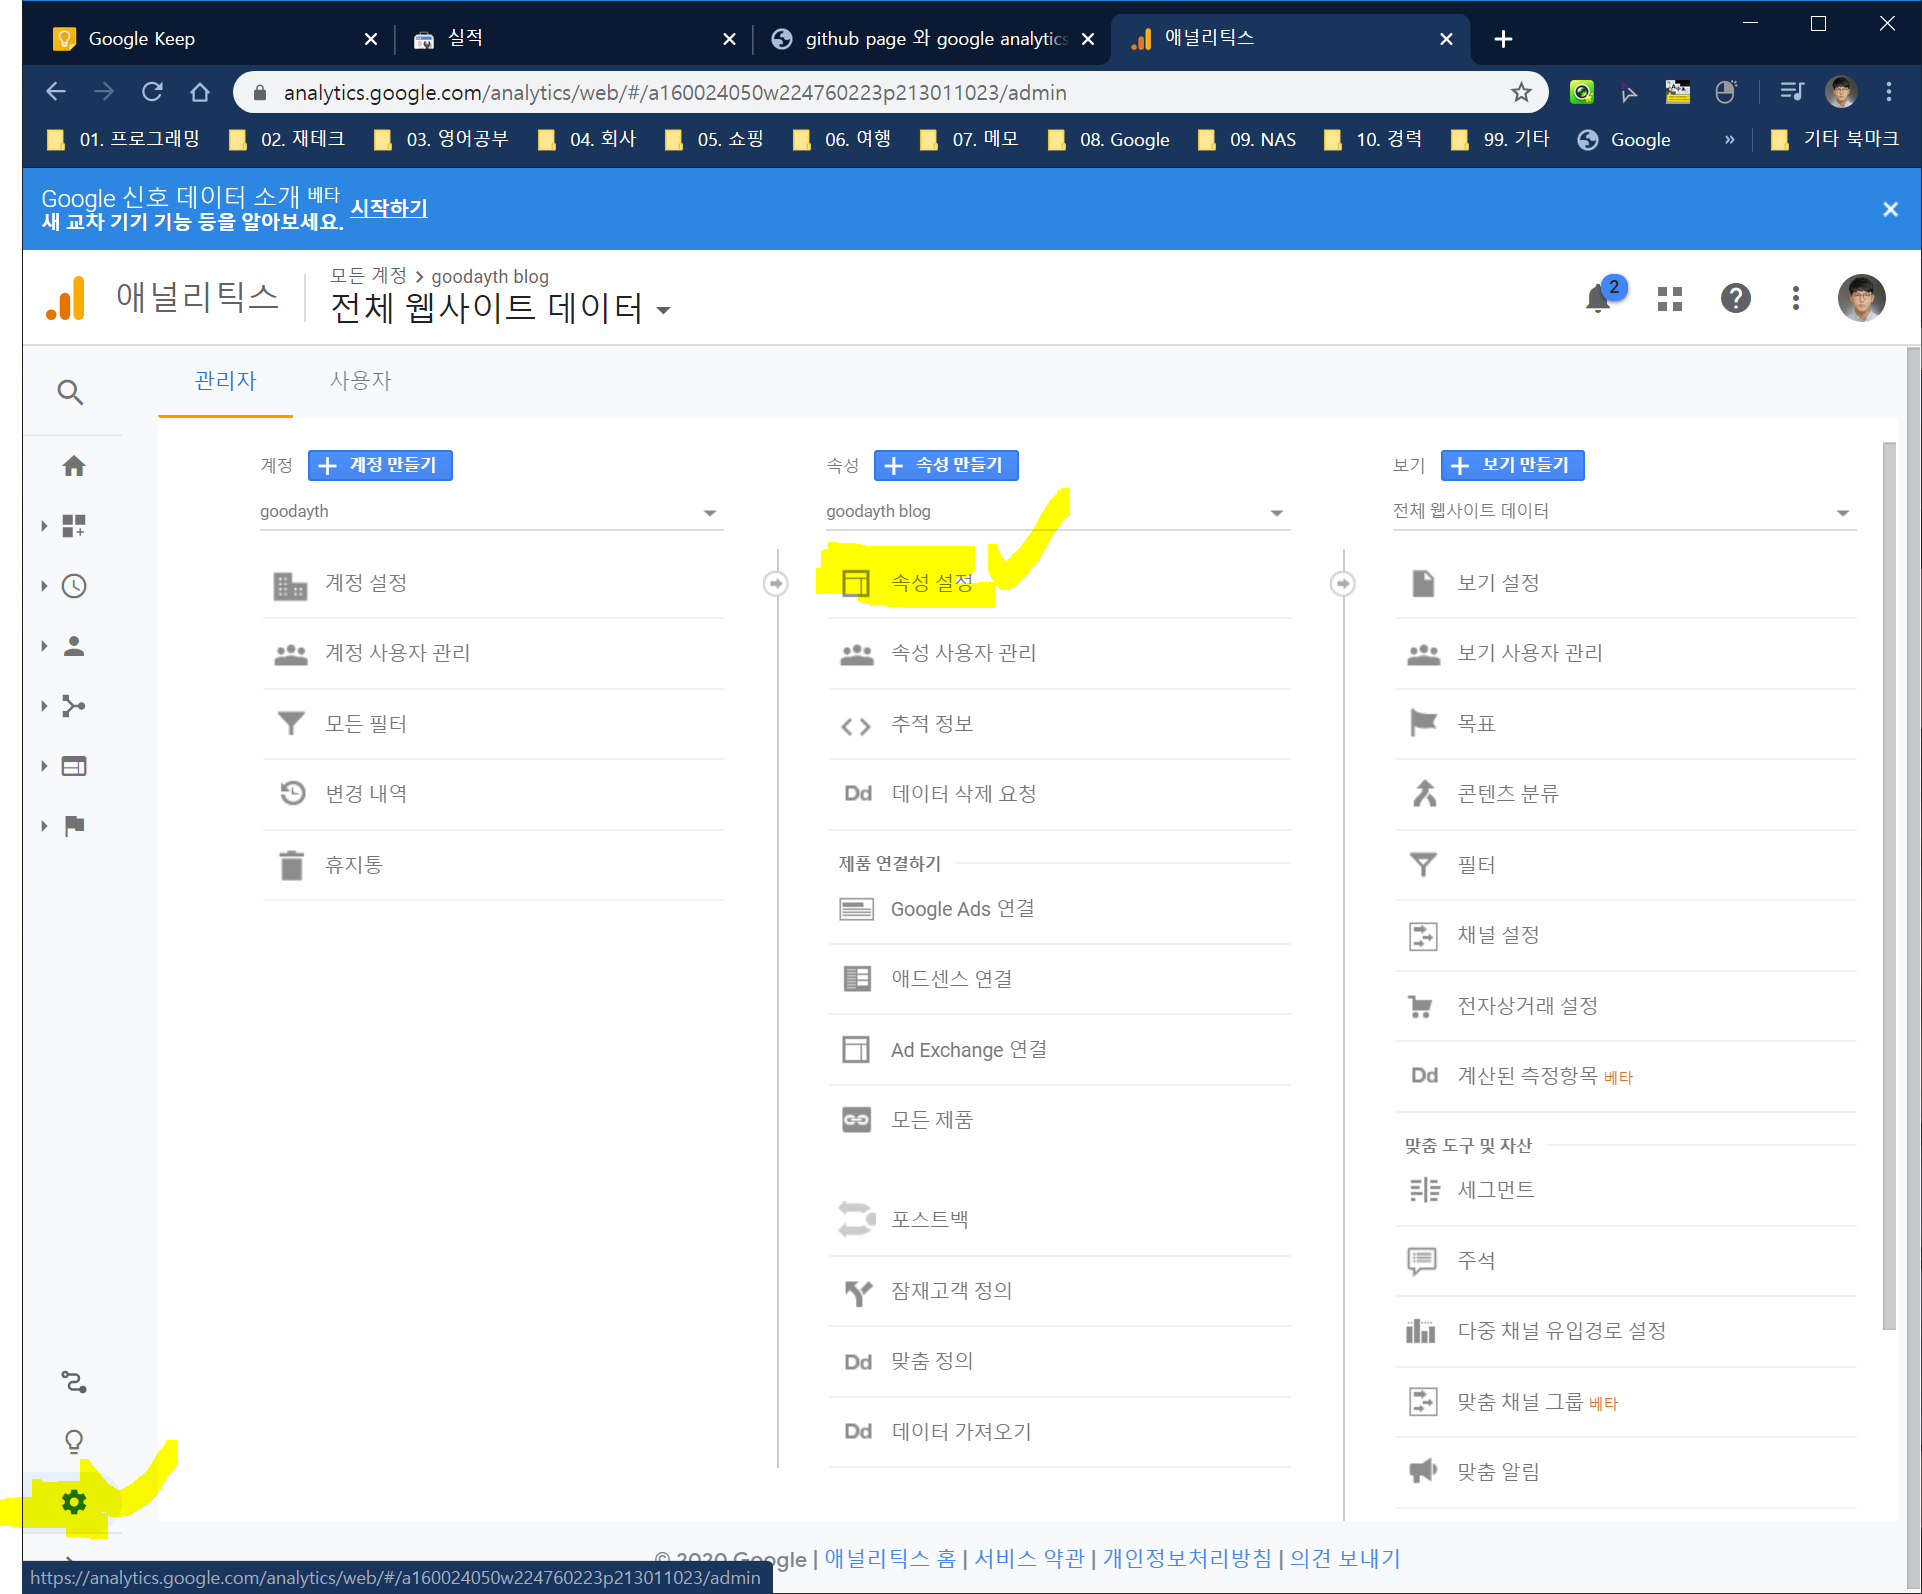 Google Keep
실적
github page 와 google analytics
애널리틱스
analytics.google.com/analytics/web/#/a160024050w224760223p213011023/admin
01. 프로그래밍
02. 재테크
03. 영어공부
04. 회사
05. 쇼핑
06. 여행
07. 메모
08. Google
09. NAS
10. 경력
99. 기타
Google
»
기타 북마크
Google 신호 데이터 소개 베타
새 교차 기기 기능 등을 알아보세요.
시작하기
애널리틱스
모든 계정 > goodayth blog
전체 웹사이트 데이터
2
관리자
사용자
계정
+ 계정 만들기
goodayth
계정 설정
계정 사용자 관리
모든 필터
변경 내역
휴지통
속성
+ 속성 만들기
goodayth blog
속성 설정
속성 사용자 관리
<> 추적 정보
Dd 데이터 삭제 요청
제품 연결하기
Google Ads 연결
애드센스 연결
Ad Exchange 연결
모든 제품
포스트백
잠재고객 정의
Dd 맞춤 정의
Dd 데이터 가져오기
보기
+ 보기 만들기
전체 웹사이트 데이터
보기 설정
보기 사용자 관리
목표
콘텐츠 분류
필터
채널 설정
전자상거래 설정
Dd 계산된 측정항목 베타
맞춤 도구 및 자산
세그먼트
주석
다중 채널 유입경로 설정
맞춤 채널 그룹 베타
맞춤 알림
© 2020 Google | 애널리틱스 홈 | 서비스 약관 | 개인정보처리방침 | 의견 보내기
https://analytics.google.com/analytics/web/#/a160024050w224760223p213011023/admin